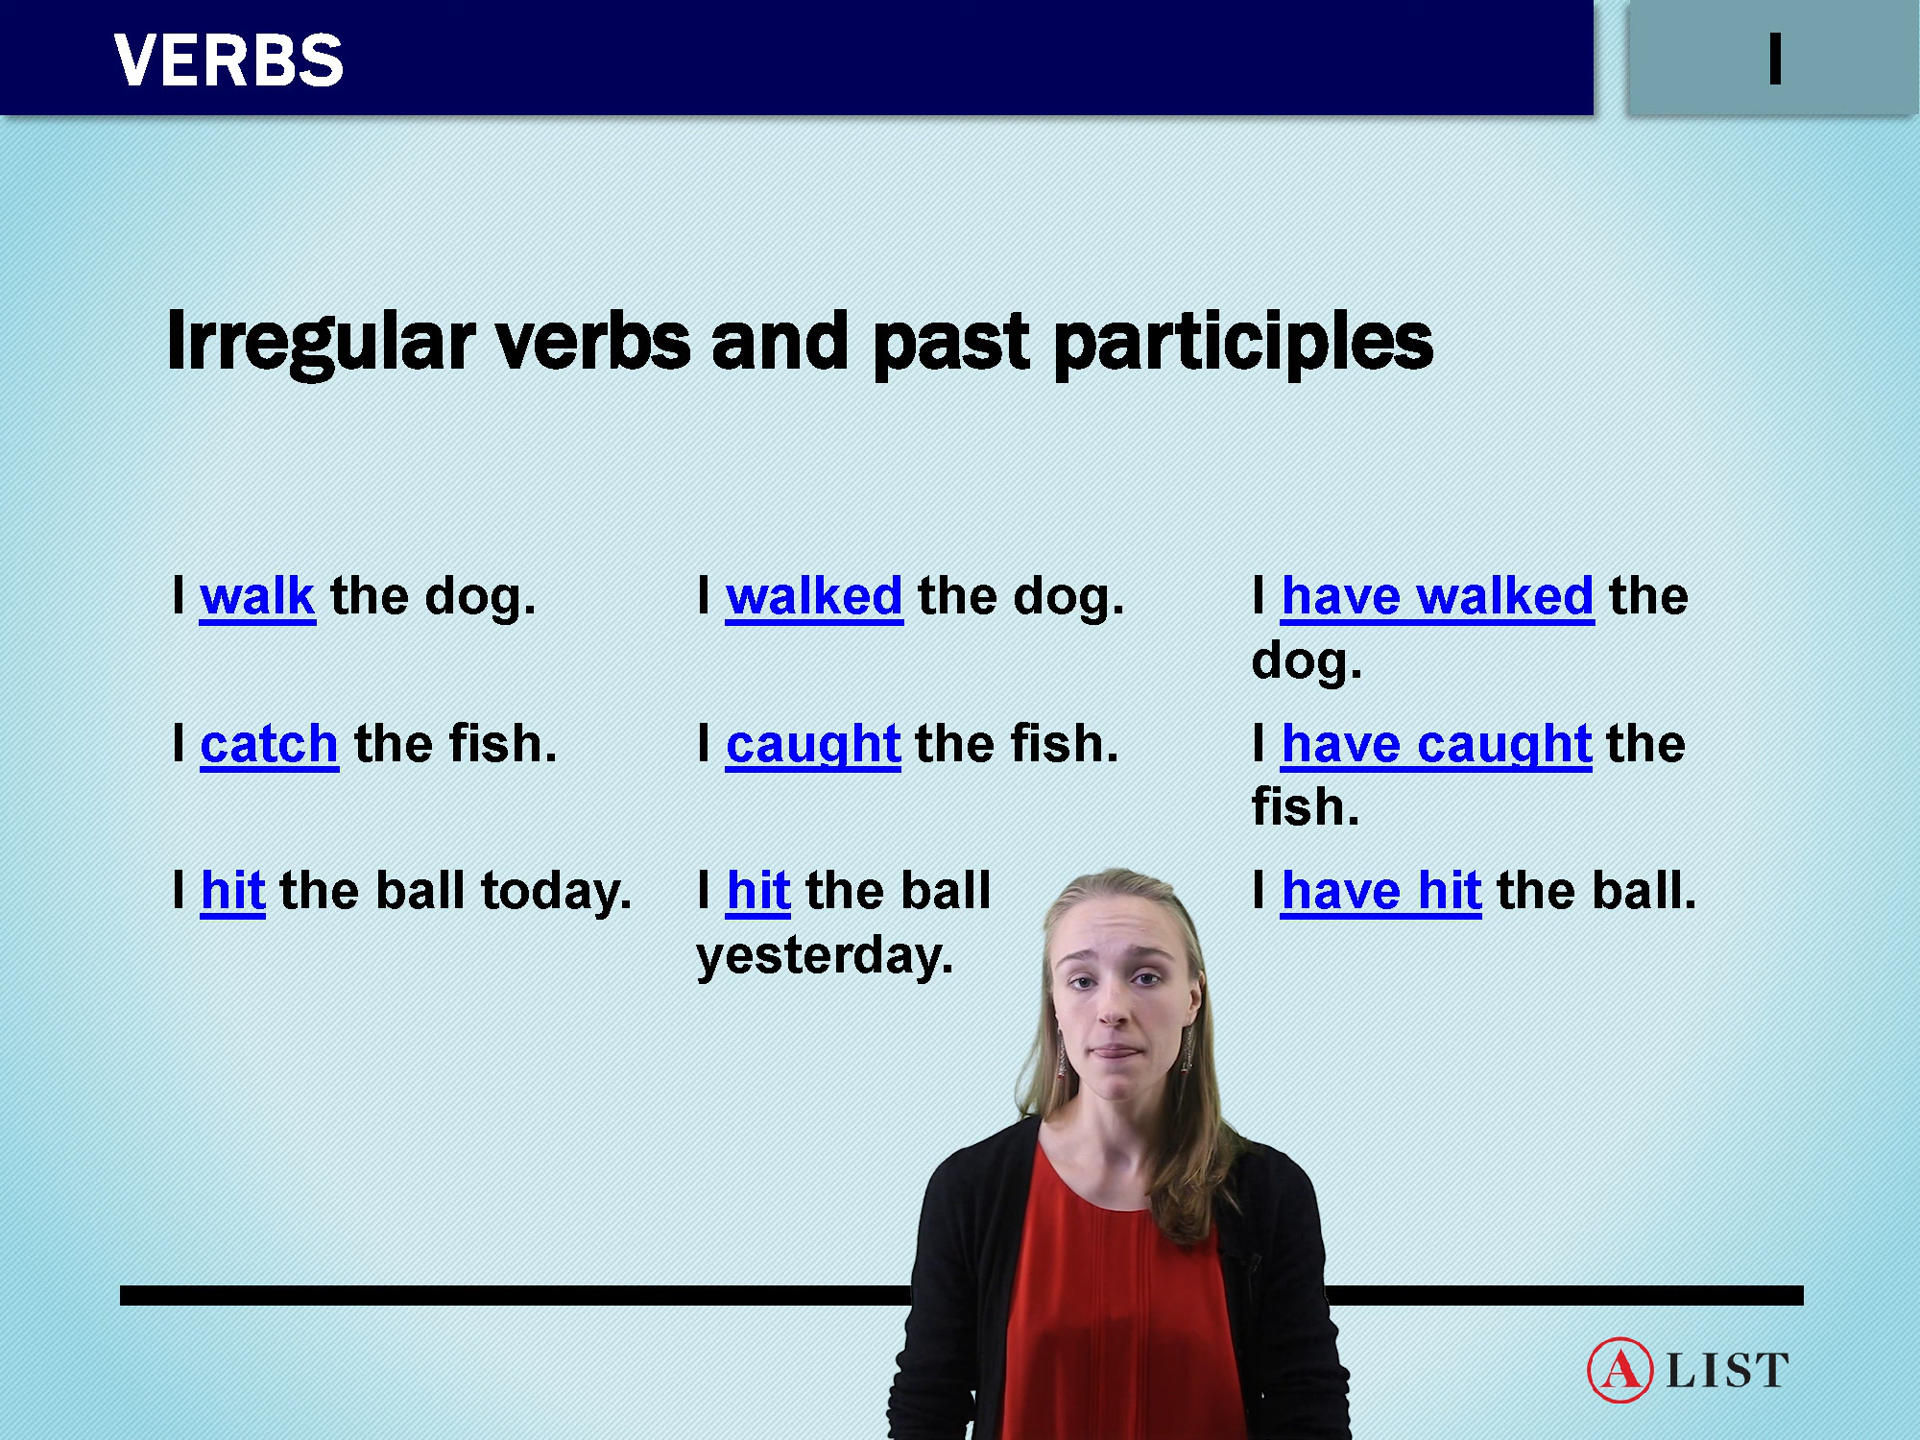 VERBS
I
Irregular verbs and past participles
I walk the dog.
I walked the dog.
I have walked the
dog.
I catch the fish.
I caught the fish.
I have caught the
fish.
I hit the ball today.
I hit the ball
yesterday.
I have hit the ball.
A LIST